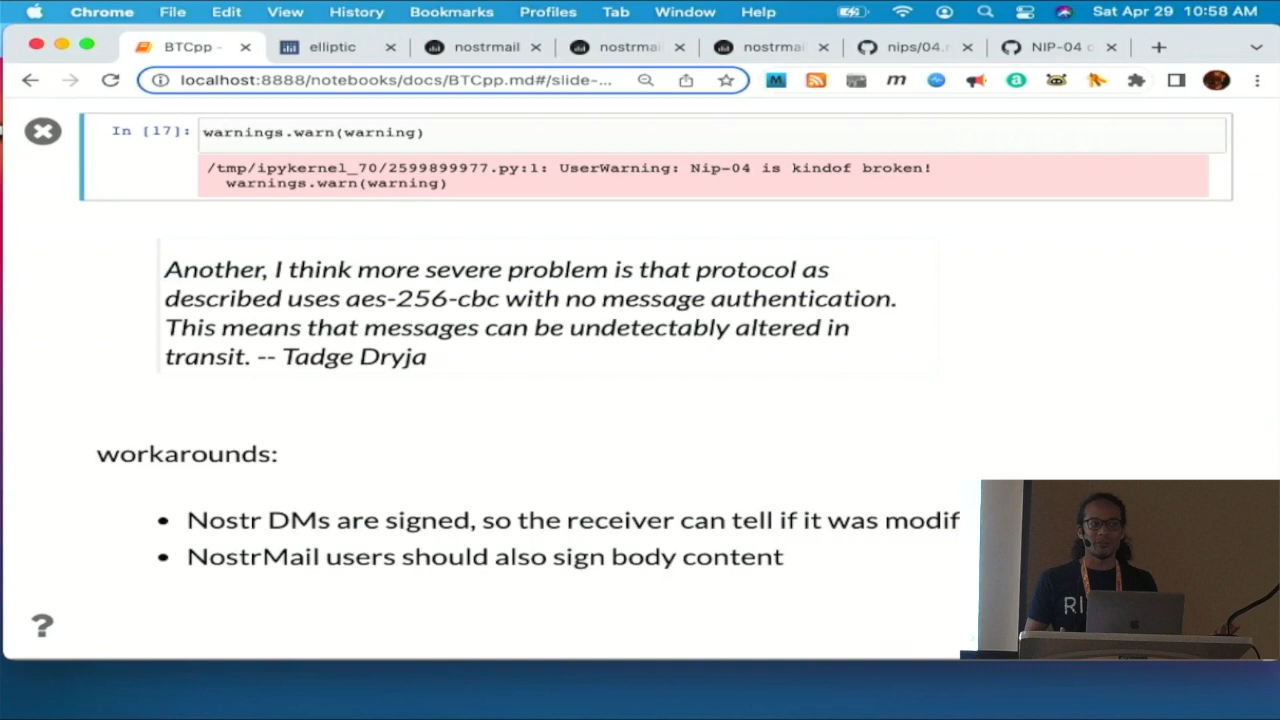 Chrome File Edit View History Bookmarks Profiles Tab Window Help Sat Apr 29 10:58 AM
BTCpp - elliptic nostrmail nostrmai nostrmai nips/04.r NIP-04 c
localhost:8888/notebooks/docs/BTCpp.md#/slide-...
In [17]: warnings.warn(warning)
/tmp/ipykernel_70/2599899977.py:1: UserWarning: Nip-04 is kindof broken!
warnings.warn(warning)
Another, I think more severe problem is that protocol as
described uses aes-256-cbc with no message authentication.
This means that messages can be undetectably altered in
transit. -- Tadge Dryja
workarounds:
• Nostr DMs are signed, so the receiver can tell if it was modif
• NostrMail users should also sign body content
?
RI